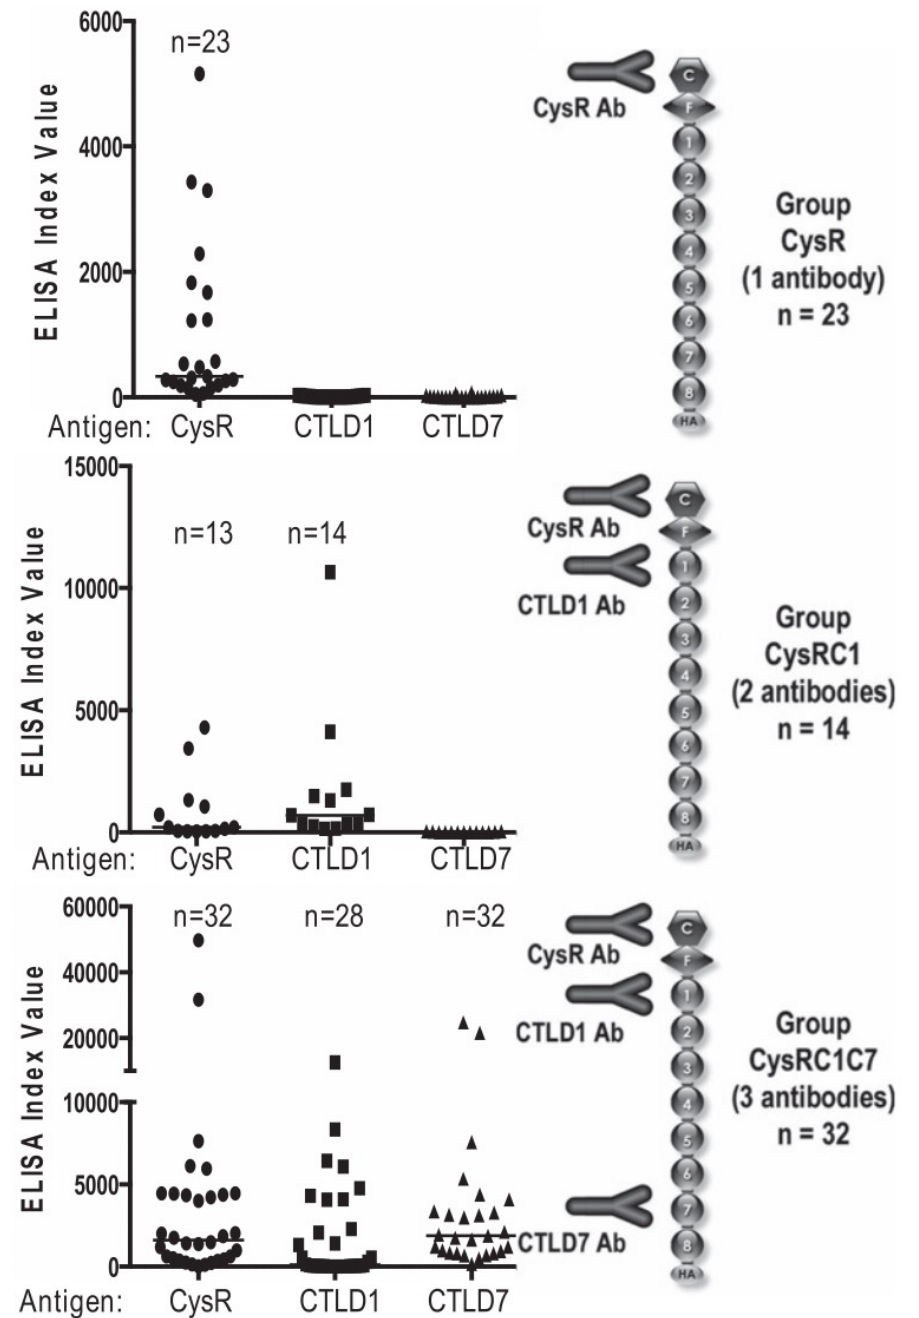 6000
4000
2000
0
ELISA Index Value
n=23
Antigen: CysR CTLD1 CTLD7
CysR Ab
C
F
1
2
3
4
5
6
7
8
HA
Group
CysR
(1 antibody)
n = 23
15000
10000
5000
0
ELISA Index Value
n=13 n=14
Antigen: CysR CTLD1 CTLD7
CysR Ab
CTLD1 Ab
C
F
1
2
3
4
5
6
7
8
HA
Group
CysRC1
(2 antibodies)
n = 14
60000
40000
20000
10000
5000
0
ELISA Index Value
n=32 n=28 n=32
Antigen: CysR CTLD1 CTLD7
CysR Ab
CTLD1 Ab
CTLD7 Ab
C
F
1
2
3
4
5
6
7
8
HA
Group
CysRC1C7
(3 antibodies)
n = 32